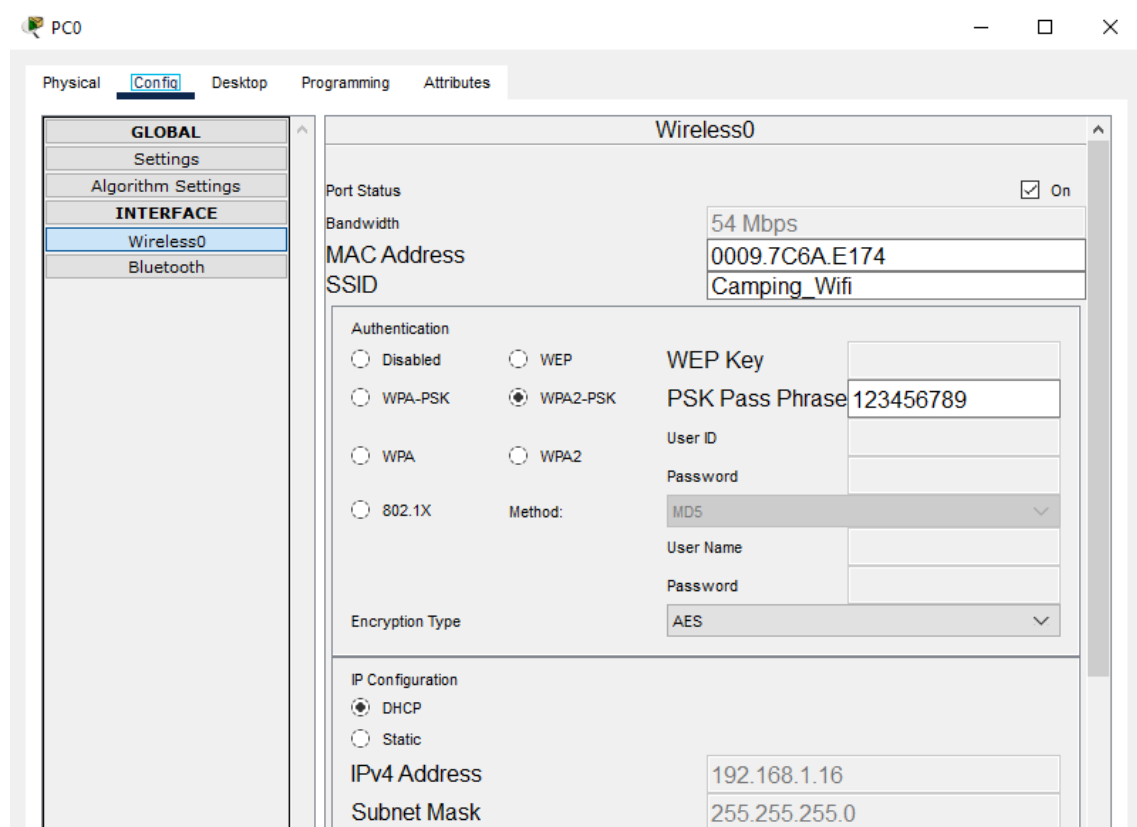 PC0
Physical Config Desktop Programming Attributes
GLOBAL
Settings
Algorithm Settings
INTERFACE
Wireless0
Bluetooth
Wireless0
Port Status On
Bandwidth 54 Mbps
MAC Address 0009.7C6A.E174
SSID Camping_Wifi
Authentication
Disabled WEP WEP Key
WPA-PSK WPA2-PSK PSK Pass Phrase 123456789
User ID
WPA WPA2
Password
802.1X Method: MD5
User Name
Password
Encryption Type AES
IP Configuration
DHCP
Static
IPv4 Address 192.168.1.16
Subnet Mask 255.255.255.0